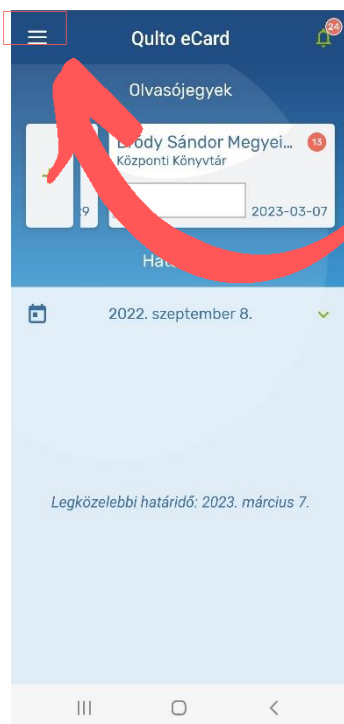 Qulto eCard
24
Olvasójegyek
Bródy Sándor Megyei...
13
Központi Könyvtár
9
2023-03-07
2022. szeptember 8.
Legközelebbi határidő: 2023. március 7.